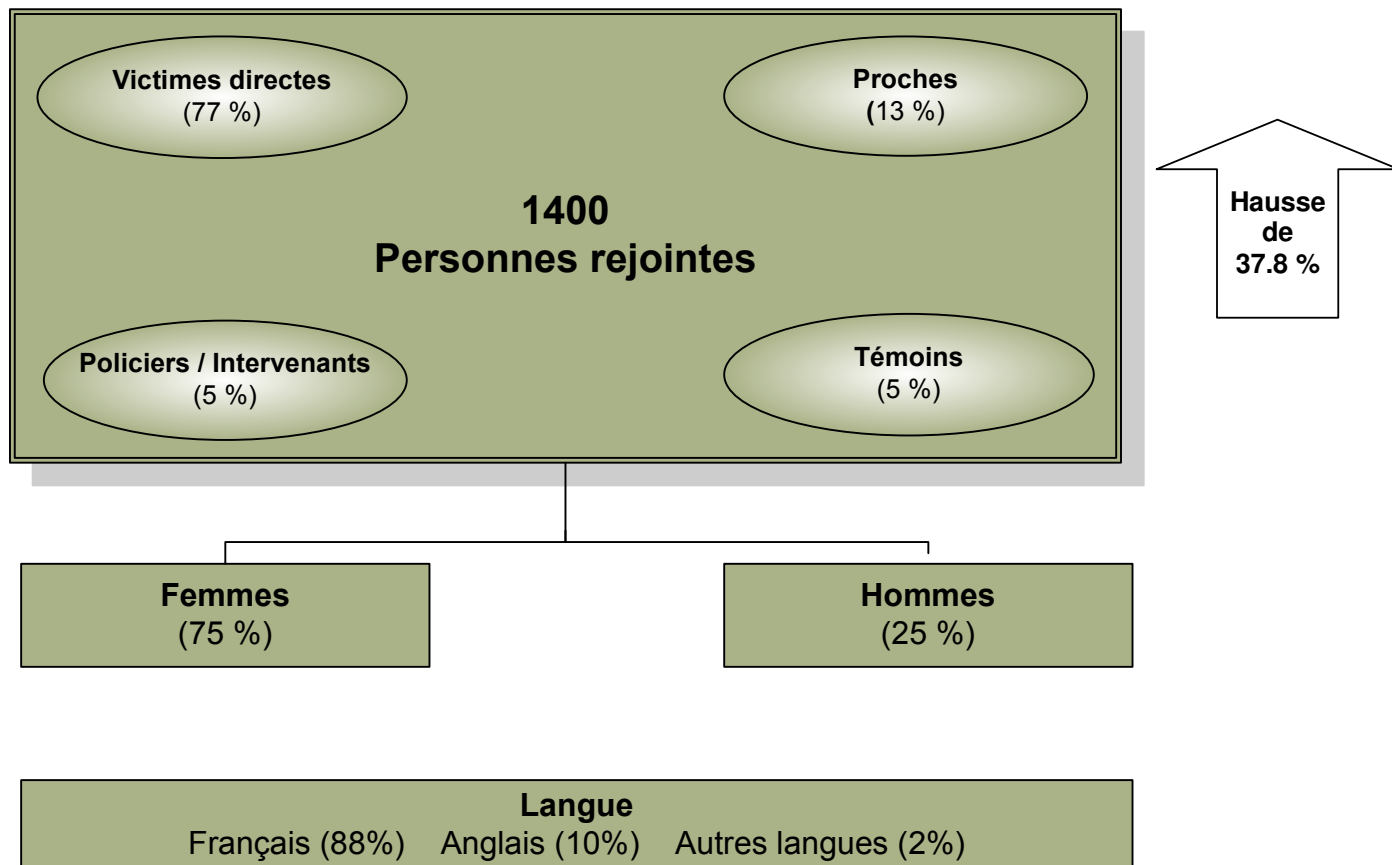 Victimes directes
(77 %)
Proches
(13 %)
1400
Personnes rejointes
Hausse
de
37.8 %
Policiers / Intervenants
(5 %)
Témoins
(5 %)
Femmes
(75 %)
Hommes
(25 %)
Langue
Français (88%) Anglais (10%) Autres langues (2%)